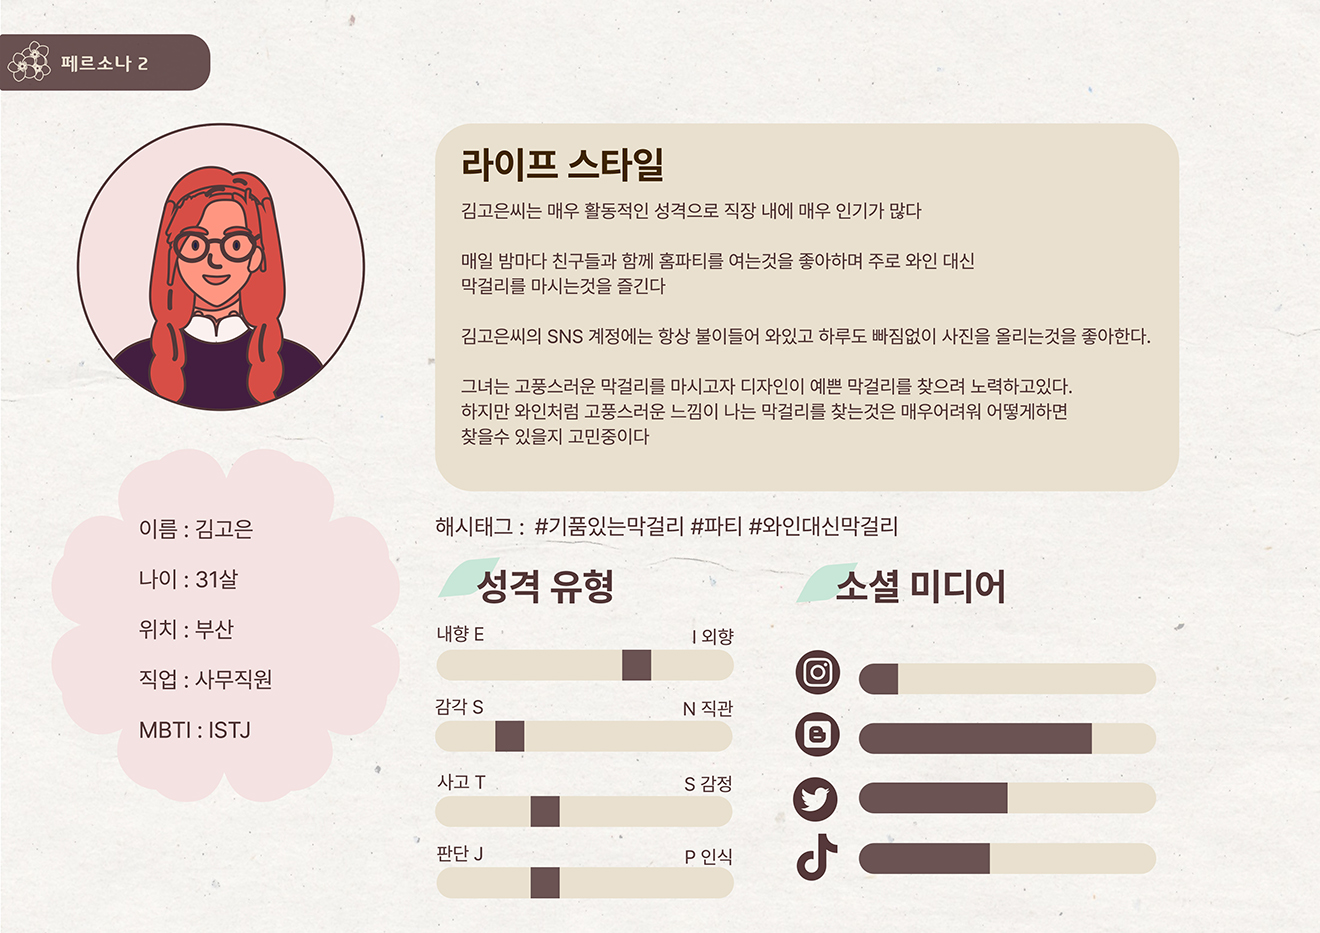 페르소나 2
라이프 스타일
김고은씨는 매우 활동적인 성격으로 직장 내에 매우 인기가 많다
매일 밤마다 친구들과 함께 홈파티를 여는것을 좋아하며 주로 와인 대신
막걸리를 마시는것을 즐긴다
김고은씨의 SNS 계정에는 항상 불이들어 와있고 하루도 빠짐없이 사진을 올리는것을 좋아한다.
그녀는 고풍스러운 막걸리를 마시고자 디자인이 예쁜 막걸리를 찾으려 노력하고있다.
하지만 와인처럼 고풍스러운 느낌이 나는 막걸리를 찾는것은 매우어려워 어떻게하면
찾을수 있을지 고민중이다
이름 : 김고은
나이 : 31살
위치 : 부산
직업 : 사무직원
MBTI : ISTJ
해시태그 : #기품있는막걸리 #파티 #와인대신막걸리
성격 유형
내향 E
I 외향
감각 S
N 직관
사고 T
S 감정
판단 J
P 인식
소셜 미디어